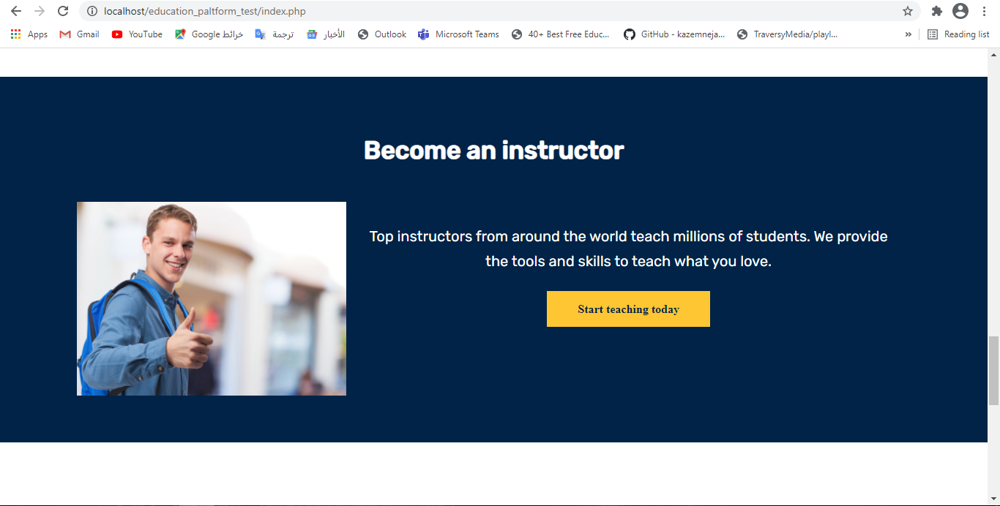 localhost/education_paltform_test/index.php
Apps Gmail YouTube خرائط Google ترجمة الأخبار Outlook Microsoft Teams 40+ Best Free Educ... GitHub - kazemneja... TraversyMedia/playl... » Reading list
Become an instructor
Top instructors from around the world teach millions of students. We provide
the tools and skills to teach what you love.
Start teaching today